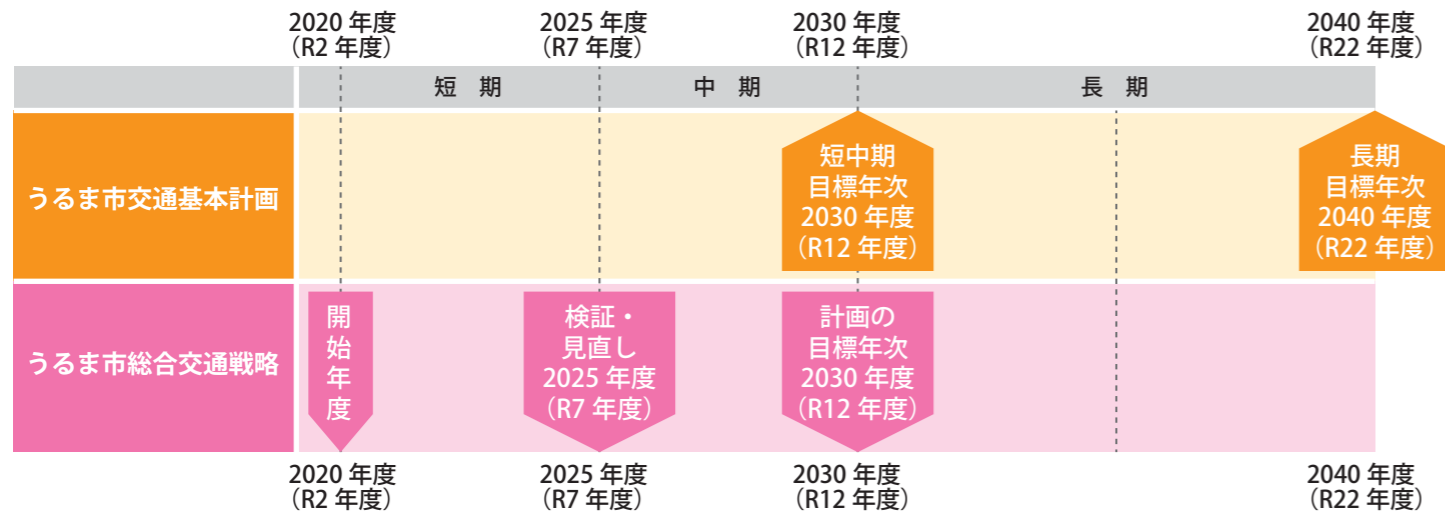 2020 年度
（R2 年度）
2025 年度
（R7 年度）
2030 年度
（R12 年度）
2040 年度
（R22 年度）
短　期
中　期
長　期
うるま市交通基本計画
短中期
目標年次
2030 年度
（R12 年度）
長期
目標年次
2040 年度
（R22 年度）
うるま市総合交通戦略
開始年度
検証・
見直し
2025 年度
（R7 年度）
計画の
目標年次
2030 年度
（R12 年度）
2020 年度
（R2 年度）
2025 年度
（R7 年度）
2030 年度
（R12 年度）
2040 年度
（R22 年度）